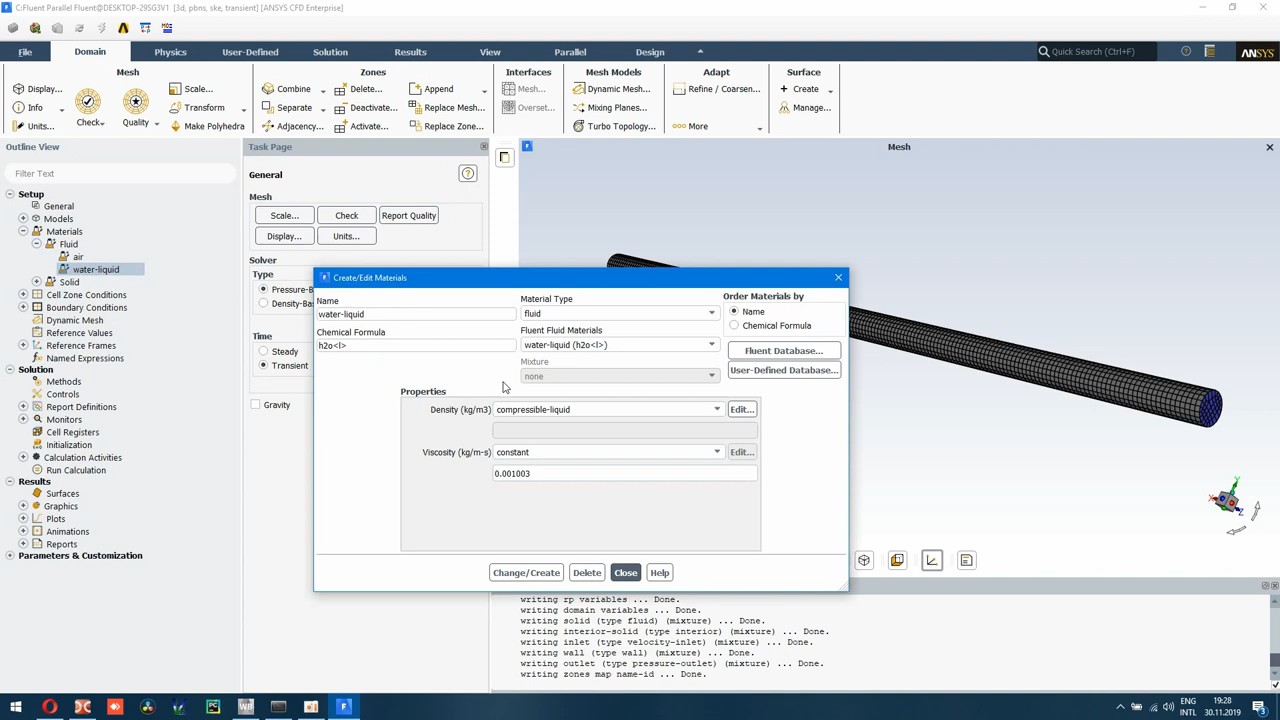 C:Fluent Parallel Fluent@DESKTOP-29SG3V1 [3d, pbns, ske, transient] [ANSYS CFD Enterprise]
File Domain Physics User-Defined Solution Results View Parallel Design
Quick Search (Ctrl+F)
ANSYS
Mesh Zones Interfaces Mesh Models Adapt Surface
Display... Scale... Combine Delete... Append Mesh... Dynamic Mesh... Refine / Coarsen... Create
Info Check Quality Transform Separate Deactivate... Replace Mesh... Overset... Mixing Planes... Manage...
Units... Make Polyhedra Adjacency... Activate... Replace Zone... Turbo Topology... More
Outline View
Filter Text
Setup
General
Models
Materials
Fluid
air
water-liquid
Solid
Cell Zone Conditions
Boundary Conditions
Dynamic Mesh
Reference Values
Reference Frames
Named Expressions
Solution
Methods
Controls
Report Definitions
Monitors
Cell Registers
Initialization
Calculation Activities
Run Calculation
Results
Surfaces
Graphics
Plots
Animations
Reports
Parameters & Customization
Task Page
General
Mesh
Scale... Check Report Quality
Display... Units...
Solver
Type
Pressure-B
Density-Ba
Time
Steady
Transient
Gravity
Mesh
Create/Edit Materials
Name
water-liquid
Chemical Formula
h2o<l>
Material Type
fluid
Fluent Fluid Materials
water-liquid (h2o<l>)
Mixture
none
Order Materials by
Name
Chemical Formula
Fluent Database...
User-Defined Database...
Properties
Density (kg/m3) compressible-liquid Edit...
Viscosity (kg/m-s) constant Edit...
0.001003
Change/Create Delete Close Help
writing rp variables ... Done.
writing domain variables ... Done.
writing solid (type fluid) (mixture) ... Done.
writing interior-solid (type interior) (mixture) ... Done.
writing inlet (type velocity-inlet) (mixture) ... Done.
writing wall (type wall) (mixture) ... Done.
writing outlet (type pressure-outlet) (mixture) ... Done.
writing zones map name-id ... Done.
X
Y
Z
PC
WB
ENG
INTL
19:28
30.11.2019
3